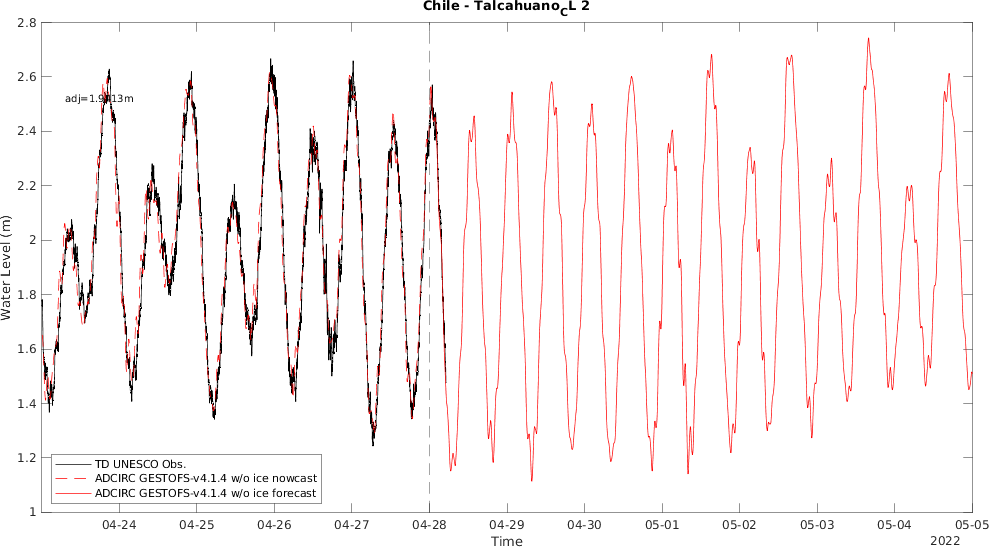 Chile - TalcahuanoCL 2
2.8
2.6
2.4
2.2
2
1.8
1.6
1.4
1.2
1
Water Level (m)
TD UNESCO Obs.
ADCIRC GESTOFS-v4.1.4 w/o ice nowcast
ADCIRC GESTOFS-v4.1.4 w/o ice forecast
04-24 04-25 04-26 04-27 04-28 04-29 04-30 05-01 05-02 05-03 05-04 05-05
Time
2022